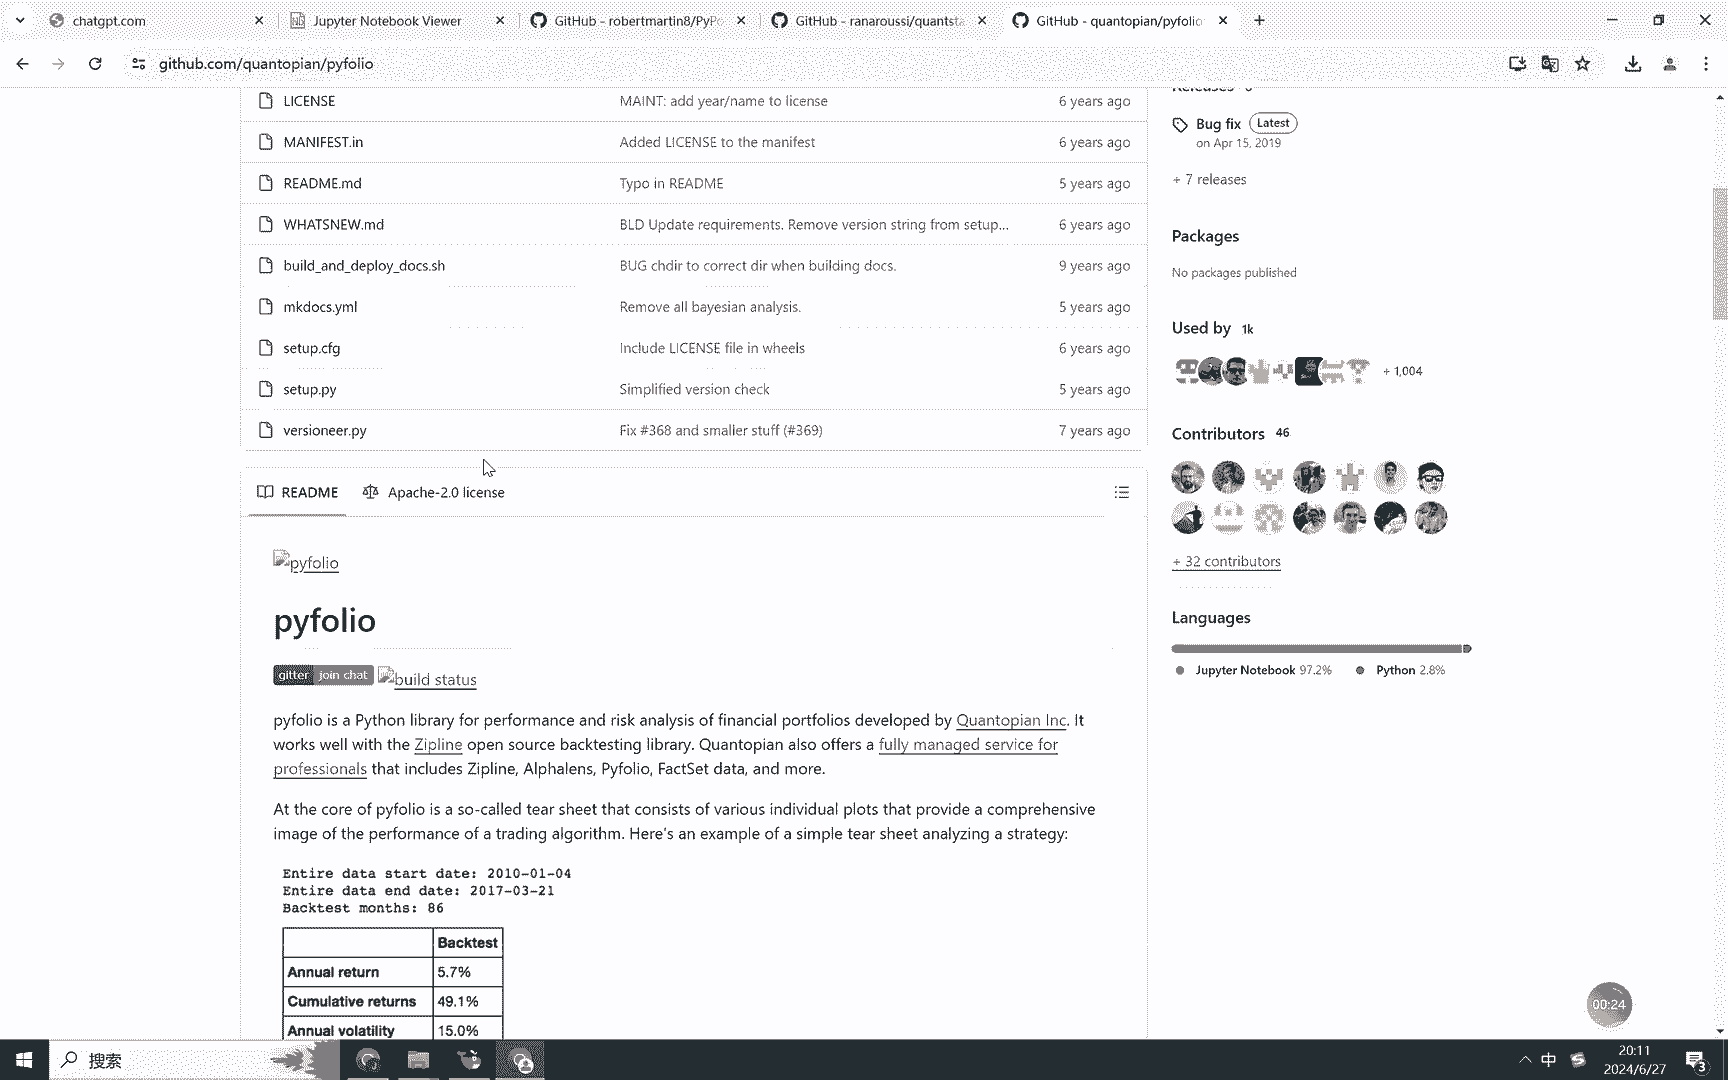 chatgpt.com
Jupyter Notebook Viewer
GitHub - robertmartin8/PyPo
GitHub - ranaroussi/quantsta
GitHub - quantopian/pyfolio
github.com/quantopian/pyfolio
LICENSE MAINT: add year/name to license 6 years ago
MANIFEST.in Added LICENSE to the manifest 6 years ago
README.md Typo in README 5 years ago
WHATSNEW.md BLD Update requirements. Remove version string from setup... 6 years ago
build_and_deploy_docs.sh BUG chdir to correct dir when building docs. 9 years ago
mkdocs.yml Remove all bayesian analysis. 5 years ago
setup.cfg Include LICENSE file in wheels 6 years ago
setup.py Simplified version check 5 years ago
versioneer.py Fix #368 and smaller stuff (#369) 7 years ago
README Apache-2.0 license
pyfolio
pyfolio
gitter join chat build status
pyfolio is a Python library for performance and risk analysis of financial portfolios developed by Quantopian Inc. It
works well with the Zipline open source backtesting library. Quantopian also offers a fully managed service for
professionals that includes Zipline, Alphalens, Pyfolio, FactSet data, and more.
At the core of pyfolio is a so-called tear sheet that consists of various individual plots that provide a comprehensive
image of the performance of a trading algorithm. Here's an example of a simple tear sheet analyzing a strategy:
Entire data start date: 2010-01-04
Entire data end date: 2017-03-21
Backtest months: 86
Backtest
Annual return 5.7%
Cumulative returns 49.1%
Annual volatility 15.0%
Releases
Bug fix Latest
on Apr 15, 2019
+ 7 releases
Packages
No packages published
Used by 1k
+ 1,004
Contributors 46
+ 32 contributors
Languages
Jupyter Notebook 97.2% Python 2.8%
00:24
搜索
中
20:11
2024/6/27
3